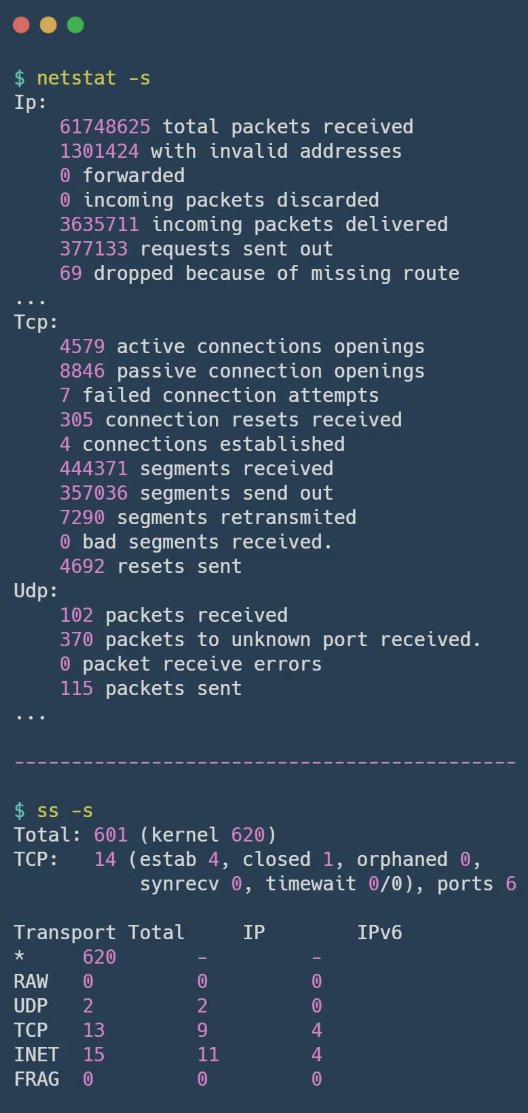 $ netstat -s
Ip:
    61748625 total packets received
    1301424 with invalid addresses
    0 forwarded
    0 incoming packets discarded
    3635711 incoming packets delivered
    377133 requests sent out
    69 dropped because of missing route
...
Tcp:
    4579 active connections openings
    8846 passive connection openings
    7 failed connection attempts
    305 connection resets received
    4 connections established
    444371 segments received
    357036 segments send out
    7290 segments retransmited
    0 bad segments received.
    4692 resets sent
Udp:
    102 packets received
    370 packets to unknown port received.
    0 packet receive errors
    115 packets sent
...
--------------------------------------------
$ ss -s
Total: 601 (kernel 620)
TCP:   14 (estab 4, closed 1, orphaned 0,
           synrecv 0, timewait 0/0), ports 6
Transport Total     IP        IPv6
*     620       -         -
RAW   0         0         0
UDP   2         2         0
TCP   13        9         4
INET  15        11        4
FRAG  0         0         0